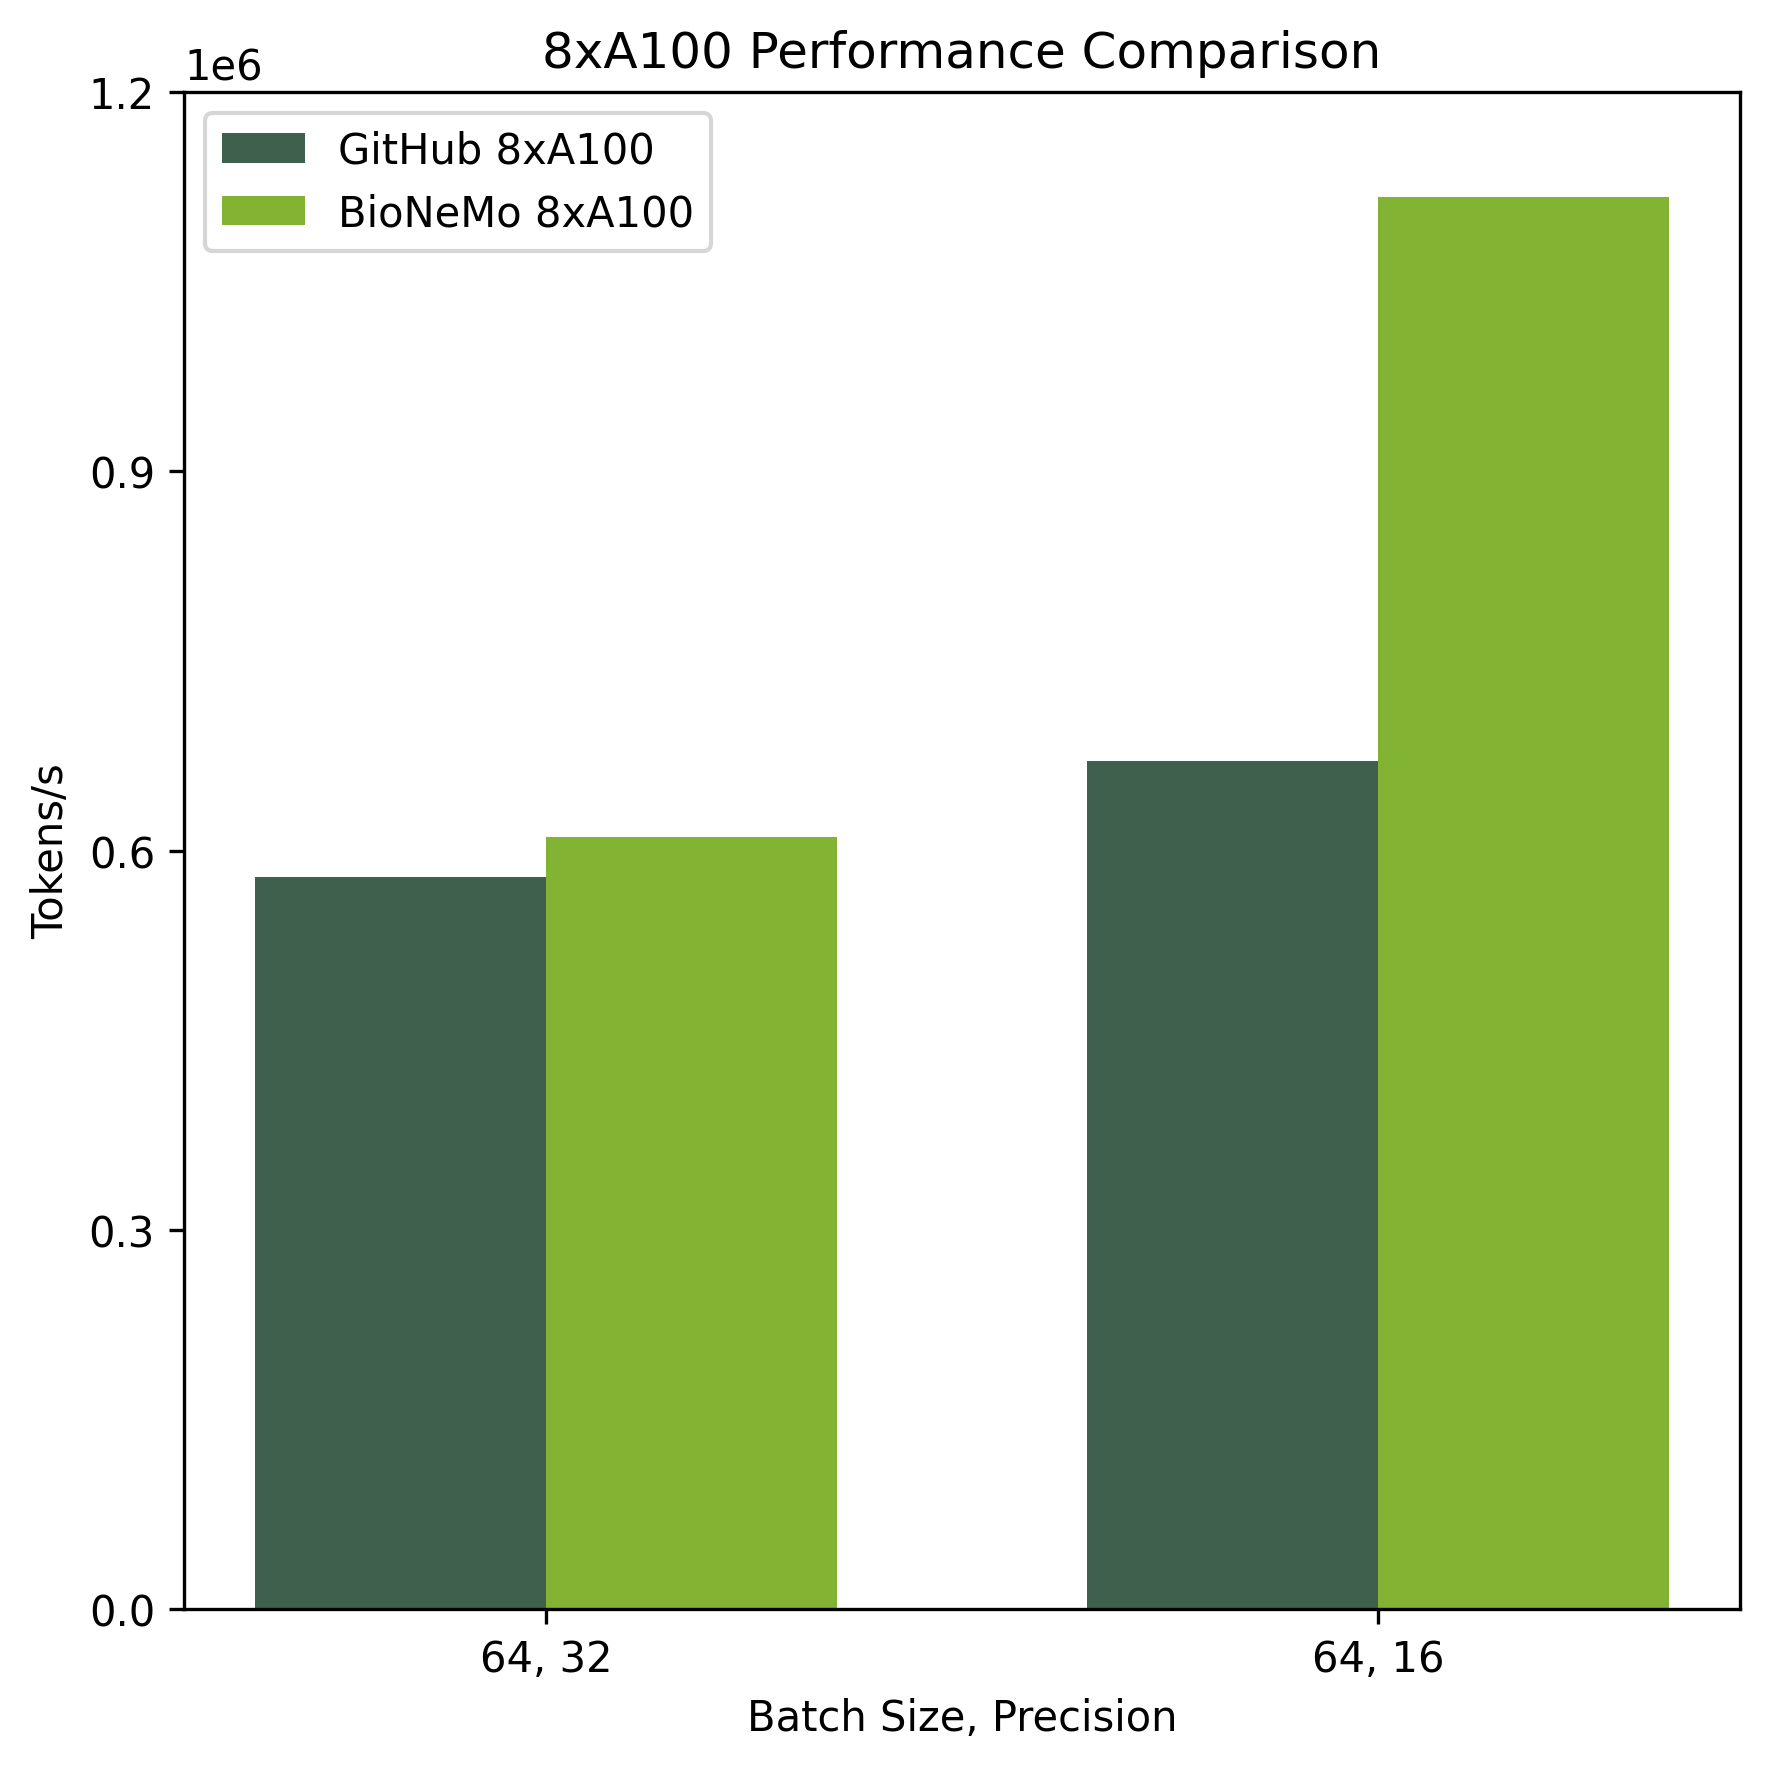 8xA100 Performance Comparison
1e6
GitHub 8xA100
BioNeMo 8xA100
1.2
0.9
0.6
0.3
0.0
Tokens/s
64, 32
64, 16
Batch Size, Precision